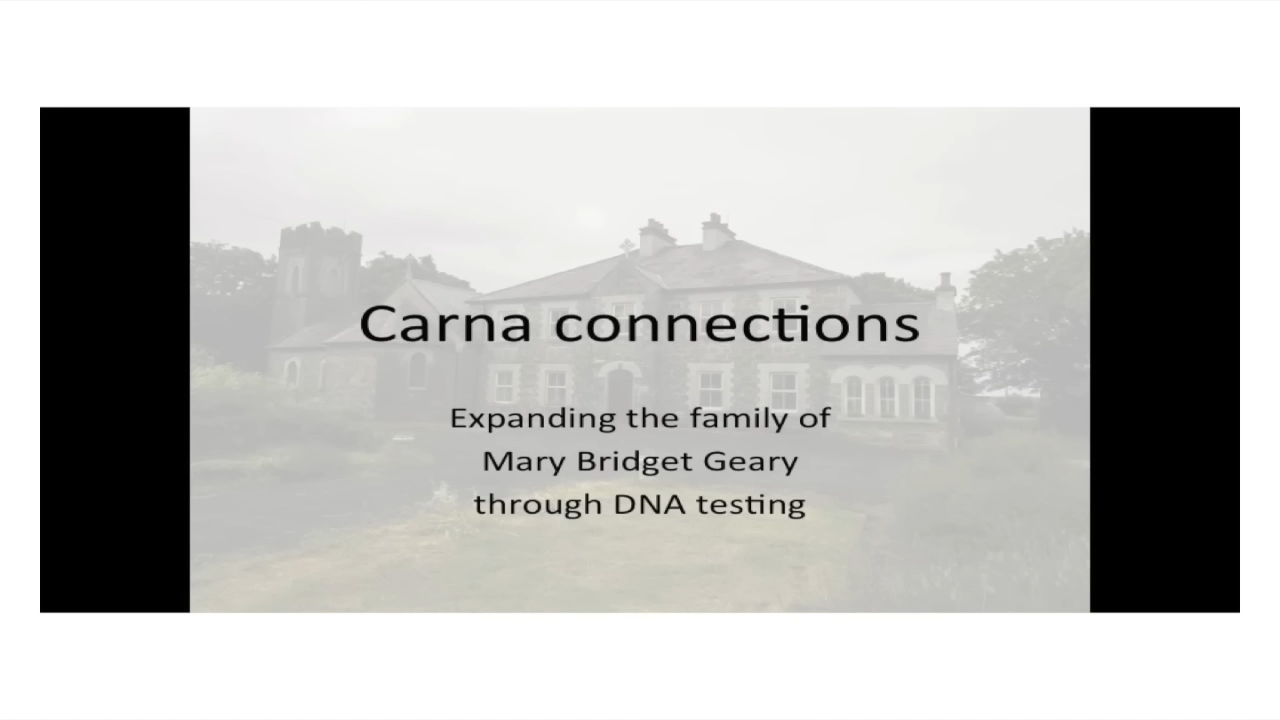 Carna connections
Expanding the family of
Mary Bridget Geary
through DNA testing